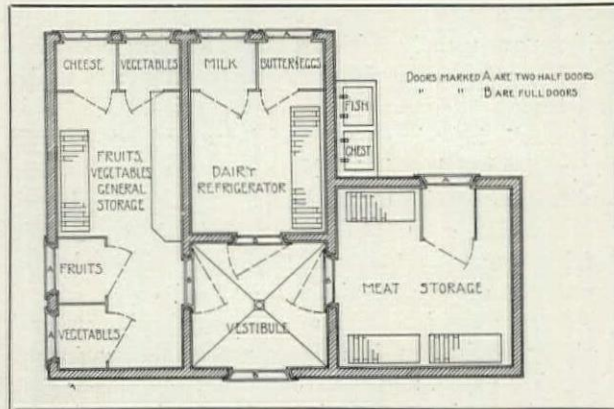 CHEESE
VEGETABLES
MILK
BUTTER & EGGS
DOORS MARKED A ARE TWO HALF DOORS
" " B ARE FULL DOORS
FISH
CHEST
FRUITS,
VEGETABLES
GENERAL
STORAGE
DAIRY
REFRIGERATOR
FRUITS
VEGETABLES
VESTIBULE
MEAT STORAGE
A
A
A
A
A
A
A
B
B
B
B